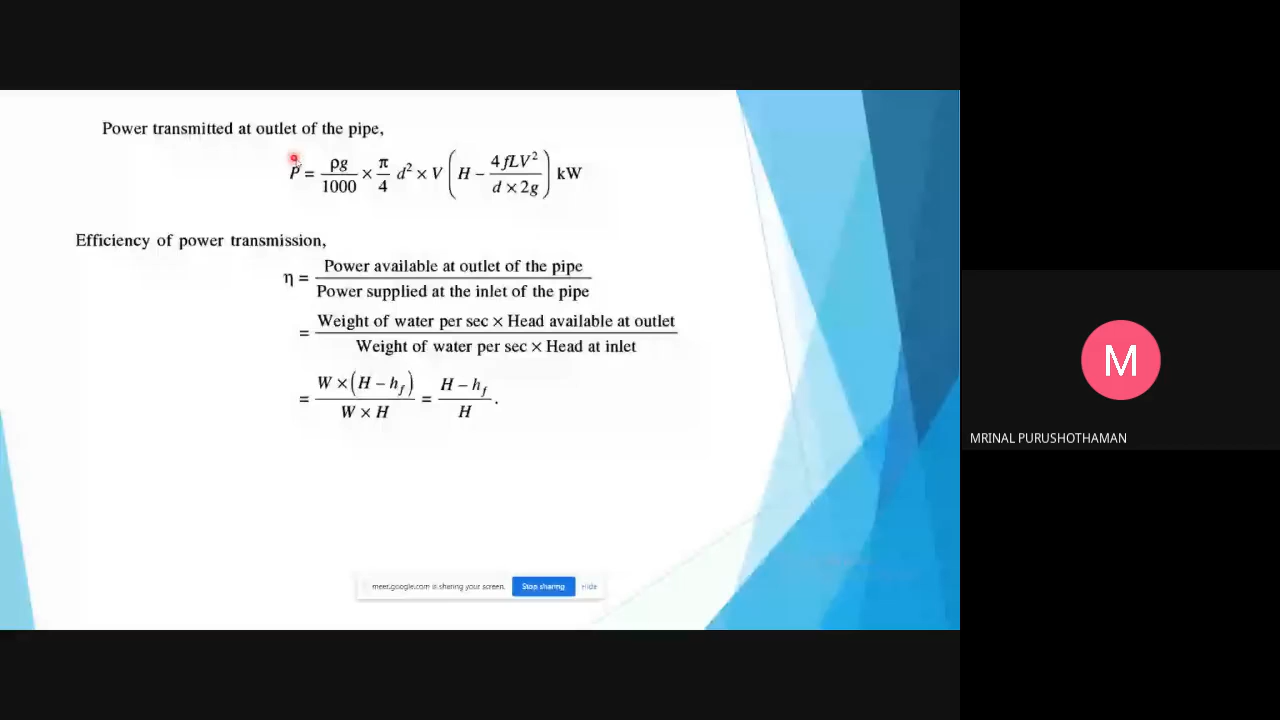 Power transmitted at outlet of the pipe,
P = ρg/1000 × π/4 d² × V (H − 4fLV²/d × 2g) kW
Efficiency of power transmission,
η = Power available at outlet of the pipe
Power supplied at the inlet of the pipe
= Weight of water per sec × Head available at outlet
Weight of water per sec × Head at inlet
= W × (H − h_f)/W × H = H − h_f/H .
meet.google.com is sharing your screen. Stop sharing Hide
M
MRINAL PURUSHOTHAMAN